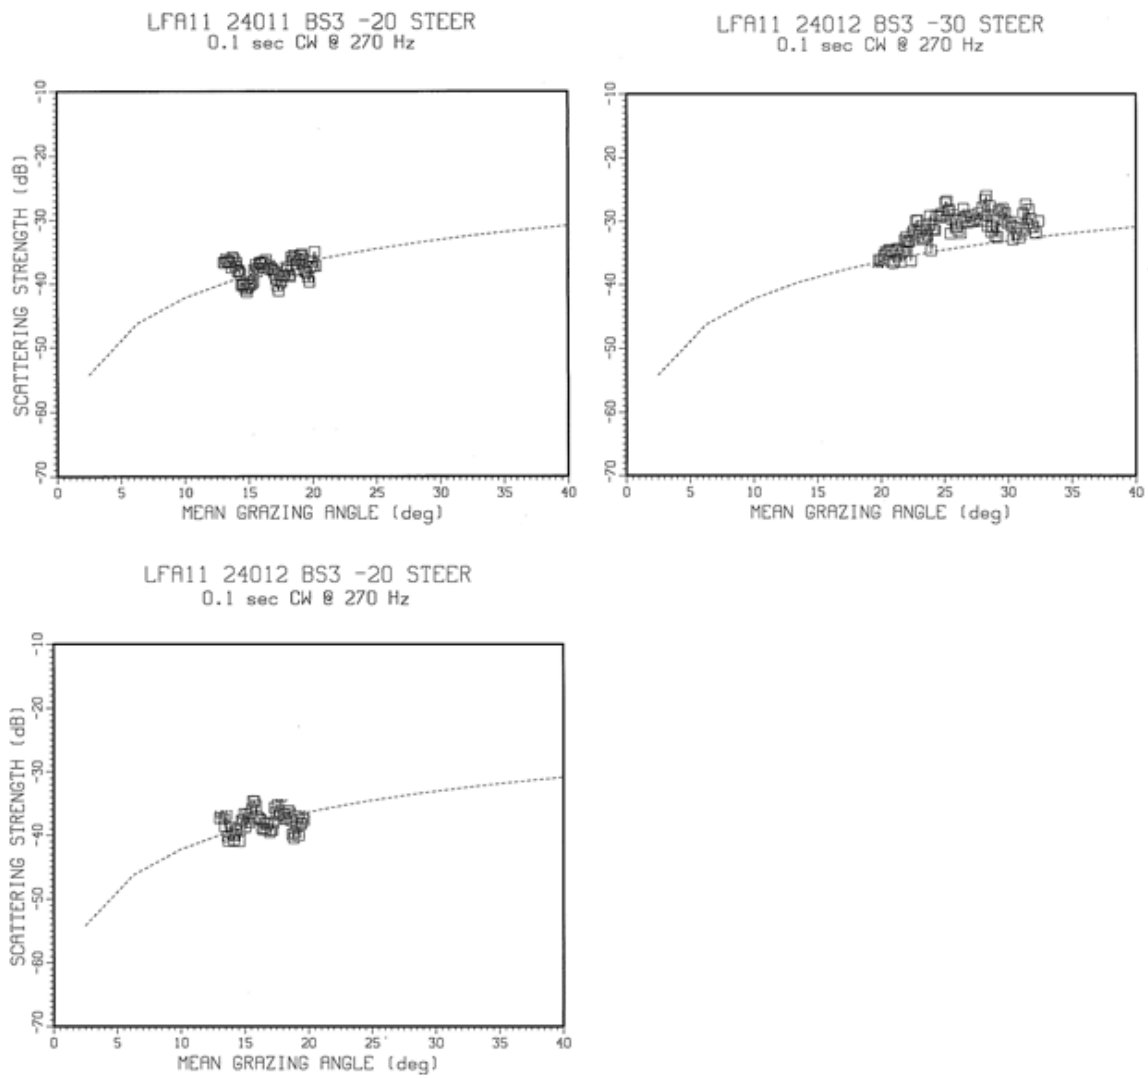 LFA11 24011 BS3 -20 STEER
0.1 sec CW @ 270 Hz
SCATTERING STRENGTH (dB)
-10
-20
-30
-40
-50
-60
-70
0 5 10 15 20 25 30 35 40
MEAN GRAZING ANGLE (deg)
LFA11 24012 BS3 -30 STEER
0.1 sec CW @ 270 Hz
SCATTERING STRENGTH (dB)
-10
-20
-30
-40
-50
-60
-70
0 5 10 15 20 25 30 35 40
MEAN GRAZING ANGLE (deg)
LFA11 24012 BS3 -20 STEER
0.1 sec CW @ 270 Hz
SCATTERING STRENGTH (dB)
-10
-20
-30
-40
-50
-60
-70
0 5 10 15 20 25 30 35 40
MEAN GRAZING ANGLE (deg)